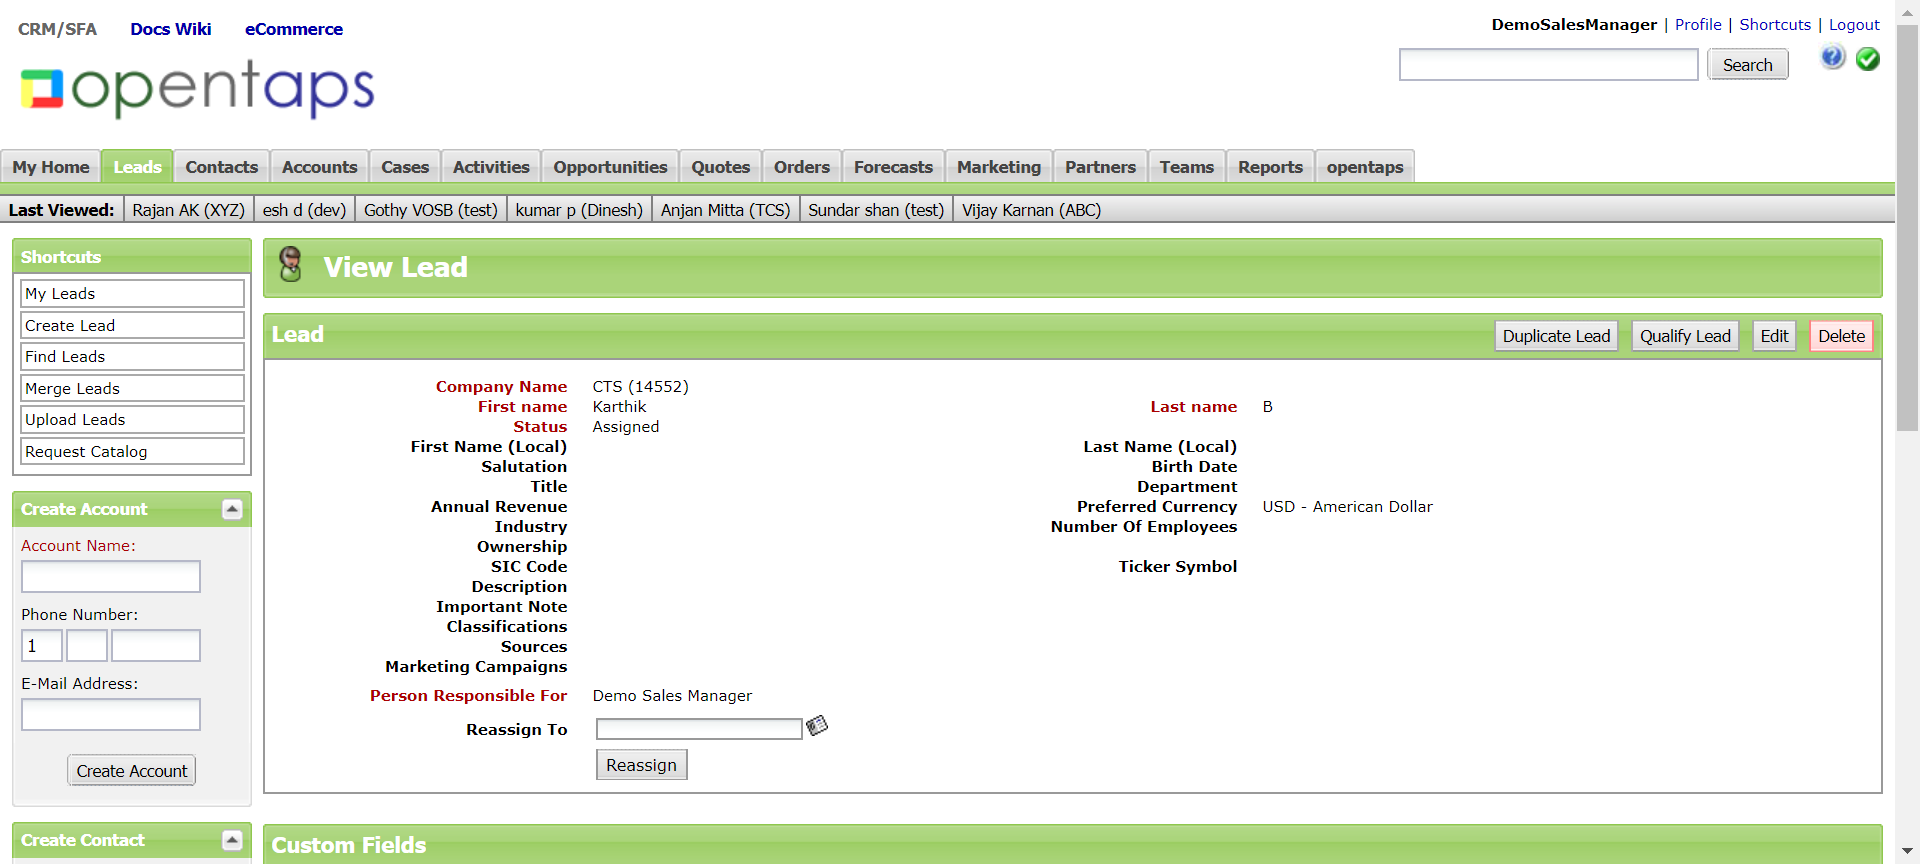 CRM/SFA Docs Wiki eCommerce
DemoSalesManager | Profile | Shortcuts | Logout
Search
opentaps
My Home Leads Contacts Accounts Cases Activities Opportunities Quotes Orders Forecasts Marketing Partners Teams Reports opentaps
Last Viewed: Rajan AK (XYZ) esh d (dev) Gothy VOSB (test) kumar p (Dinesh) Anjan Mitta (TCS) Sundar shan (test) Vijay Karnan (ABC)
Shortcuts
My Leads
Create Lead
Find Leads
Merge Leads
Upload Leads
Request Catalog
Create Account
Account Name:
Phone Number:
1
E-Mail Address:
Create Account
Create Contact
View Lead
Lead Duplicate Lead Qualify Lead Edit Delete
Company Name CTS (14552)
First name Karthik Last name B
Status Assigned
First Name (Local) Last Name (Local)
Salutation Birth Date
Title Department
Annual Revenue Preferred Currency USD - American Dollar
Industry Number Of Employees
Ownership
SIC Code Ticker Symbol
Description
Important Note
Classifications
Sources
Marketing Campaigns
Person Responsible For Demo Sales Manager
Reassign To
Reassign
Custom Fields